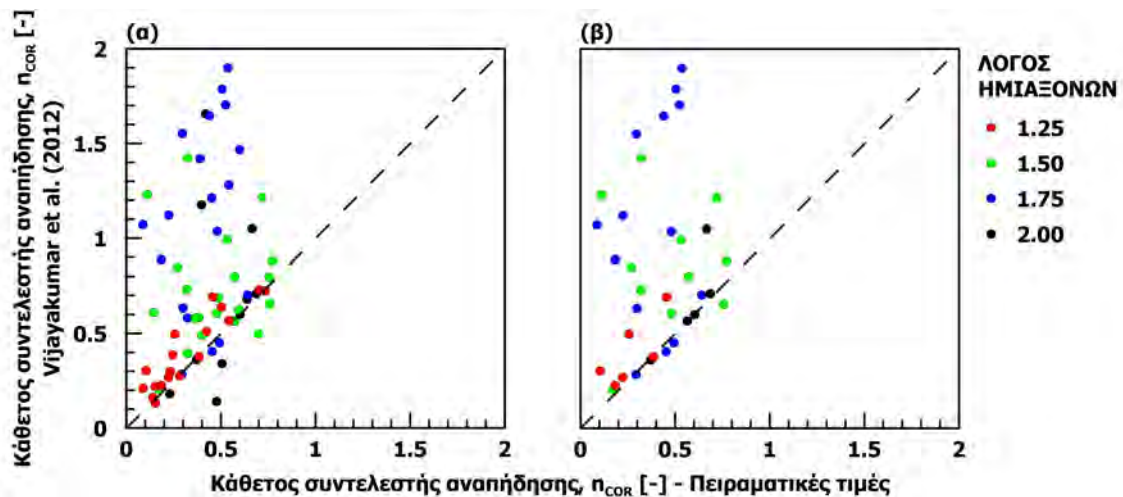 Κάθετος συντελεστής αναπήδησης, nCOR [-]
Vijayakumar et al. (2012)
(α)
(β)
2
1.5
1
0.5
0
0 0.5 1 1.5 2
0 0.5 1 1.5 2
ΛΟΓΟΣ
ΗΜΙΑΞΟΝΩΝ
1.25
1.50
1.75
2.00
Κάθετος συντελεστής αναπήδησης, nCOR [-] - Πειραματικές τιμές